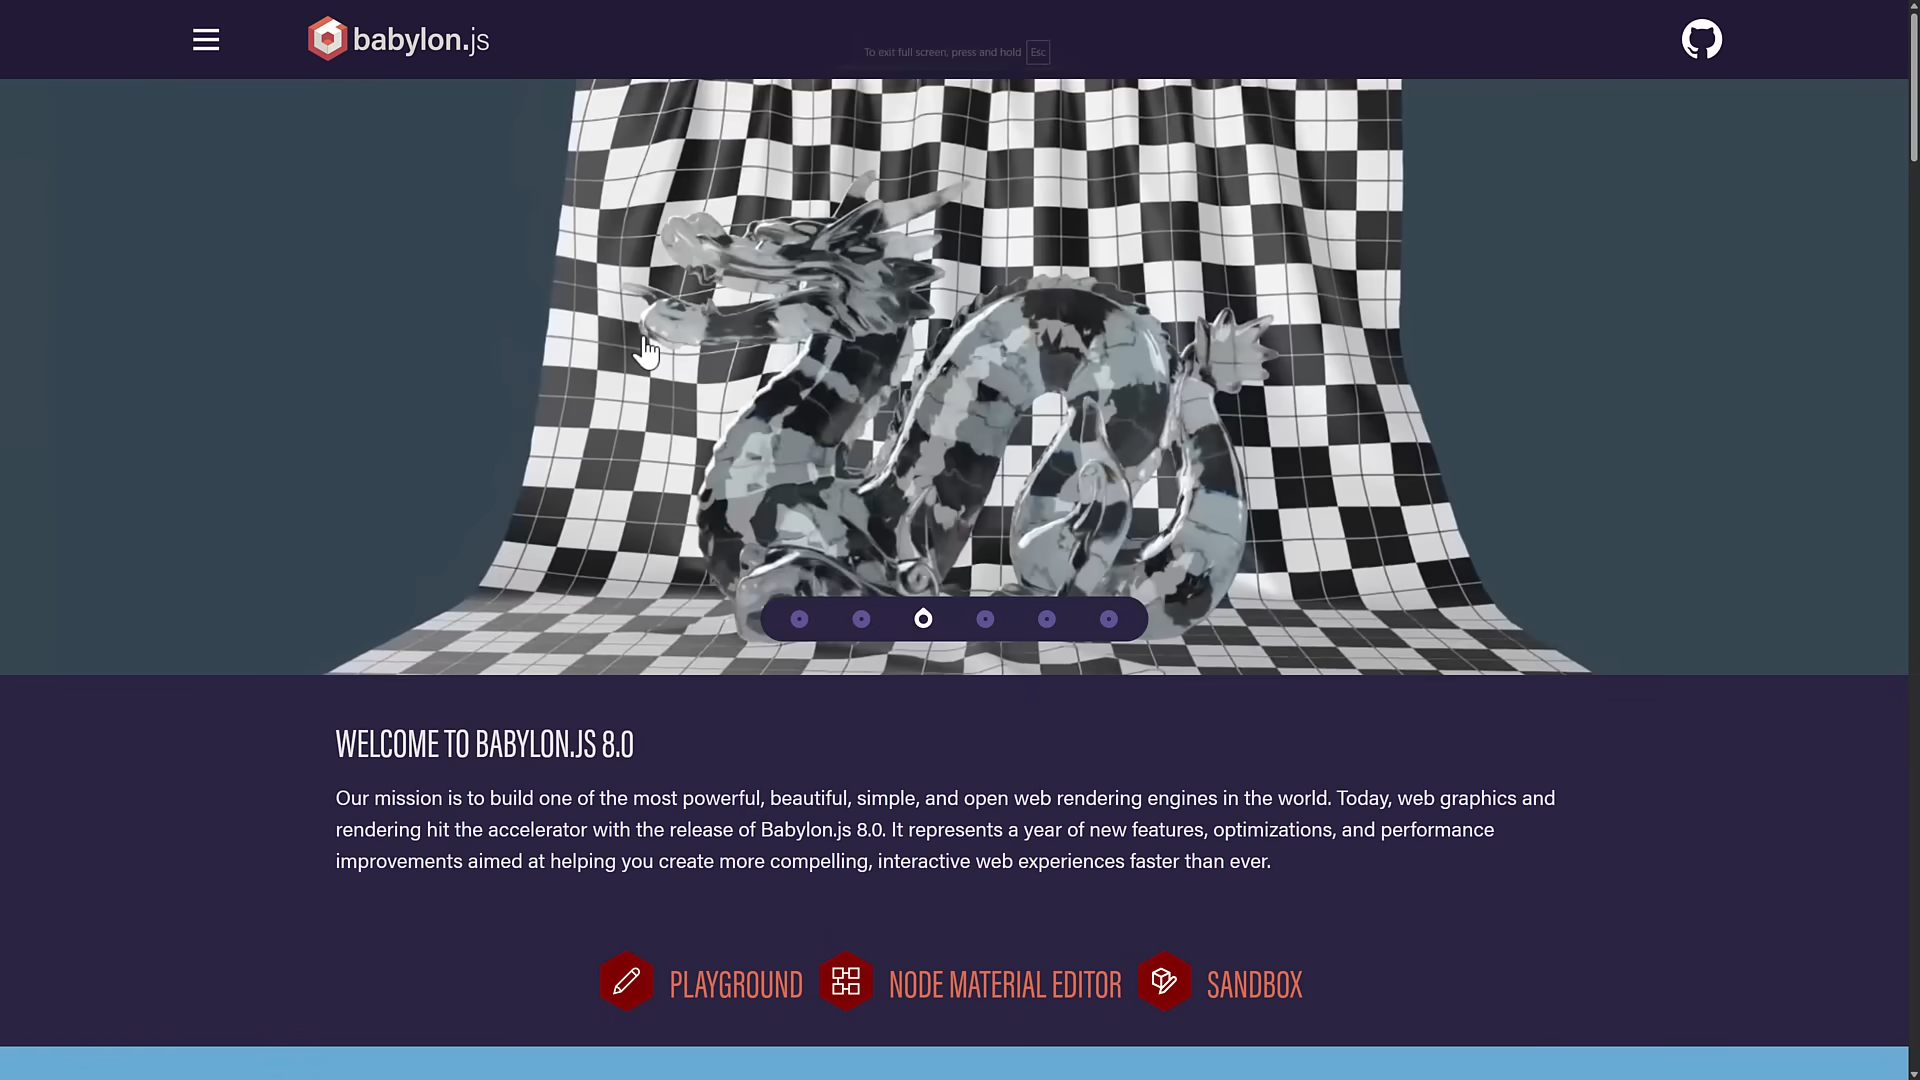 babylon.js
To exit full screen, press and hold Esc
WELCOME TO BABYLON.JS 8.0
Our mission is to build one of the most powerful, beautiful, simple, and open web rendering engines in the world. Today, web graphics and
rendering hit the accelerator with the release of Babylon.js 8.0. It represents a year of new features, optimizations, and performance
improvements aimed at helping you create more compelling, interactive web experiences faster than ever.
PLAYGROUND
NODE MATERIAL EDITOR
SANDBOX